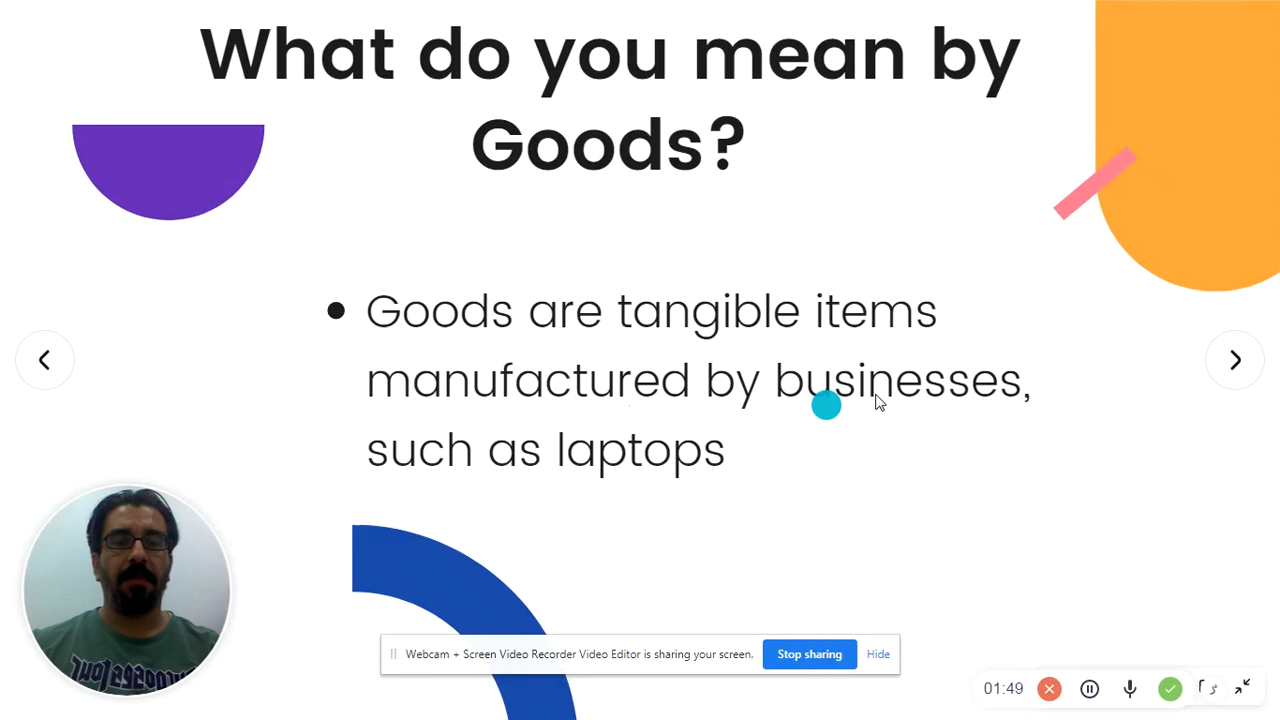 What do you mean by
Goods?
Goods are tangible items
manufactured by businesses,
such as laptops
Webcam + Screen Video Recorder Video Editor is sharing your screen.
Stop sharing
Hide
01:49